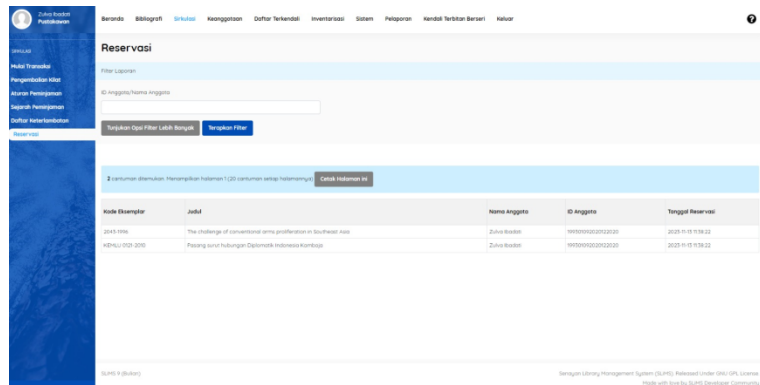 Zulva Ibadati
Pustakawan
Beranda Bibliografi Sirkulasi Keanggotaan Daftar Terkendali Inventarisasi Sistem Pelaporan Kendali Terbitan Berseri Keluar
SIRKULASI
Mulai Transaksi
Pengembalian Kilat
Aturan Peminjaman
Sejarah Peminjaman
Daftar Keterlambatan
Reservasi
Reservasi
Filter Laporan
ID Anggota/Nama Anggota
Tunjukan Opsi Filter Lebih Banyak Terapkan Filter
2 cantuman ditemukan. Menampilkan halaman 1 (20 cantuman setiap halamannya) Cetak Halaman Ini
Kode Eksemplar Judul Nama Anggota ID Anggota Tanggal Reservasi
2043-1996 The challenge of conventional arms proliferation in Southeast Asia Zulva Ibadati 2023-11-13 11:38:22
KEMLU 0121-2010 Pasang surut hubungan Diplomatik Indonesia Kamboja Zulva Ibadati 2023-11-13 11:38:22
SLiMS 9 (Bulian)
Senayan Library Management System (SLiMS). Released Under GNU GPL License.
Made with love by SLiMS Developer Community